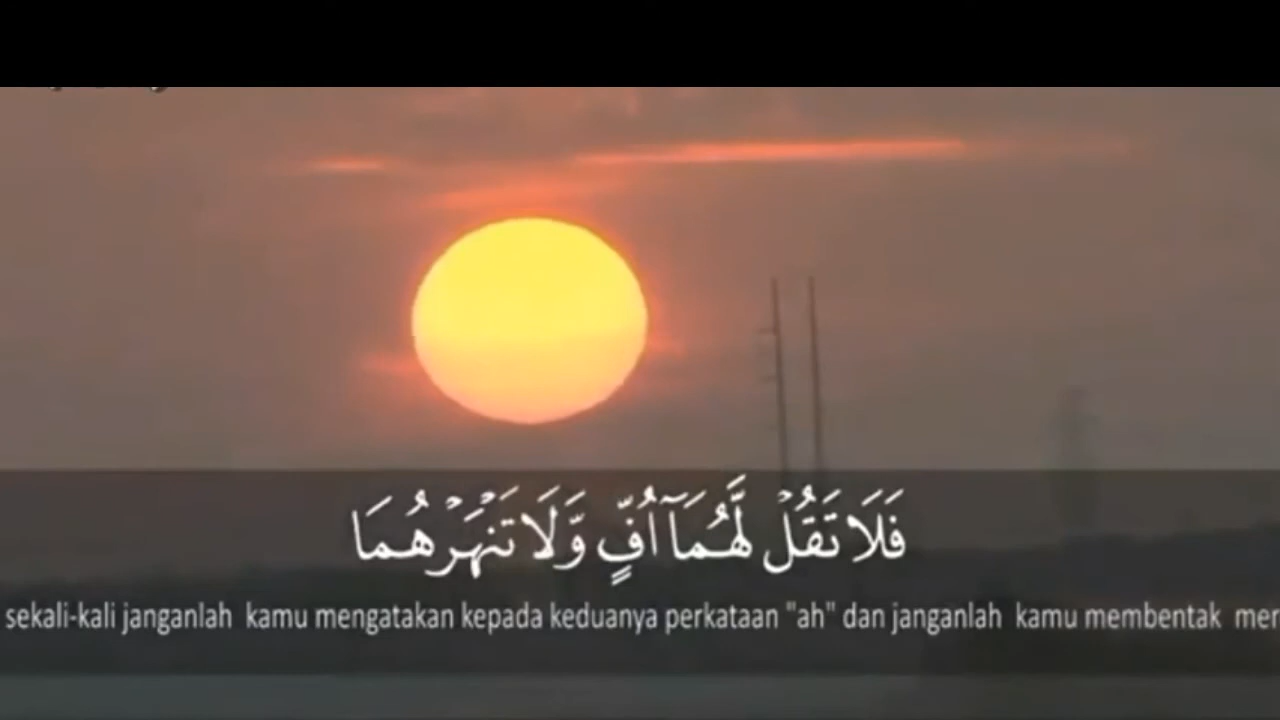 فَلَا تَقُلْ لَّهُمَآ اُفٍّ وَّلَا تَنْهَرْهُمَا
sekali-kali janganlah kamu mengatakan kepada keduanya perkataan "ah" dan janganlah kamu membentak